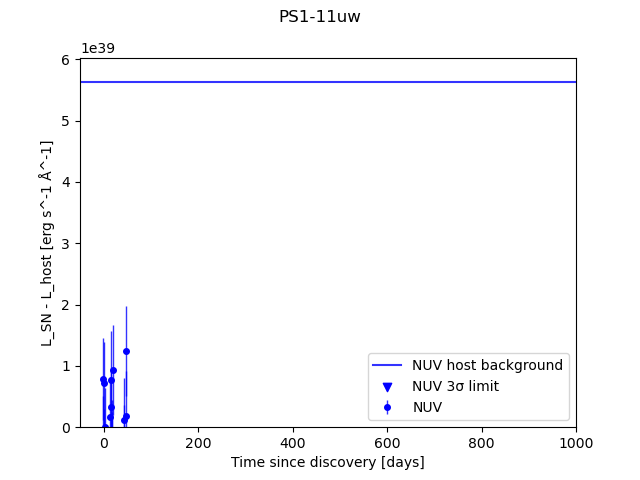 PS1-11uw
1e39
6
5
4
3
2
1
0
L_SN - L_host [erg s^-1 Å^-1]
NUV host background
NUV 3σ limit
NUV
0 200 400 600 800 1000
Time since discovery [days]